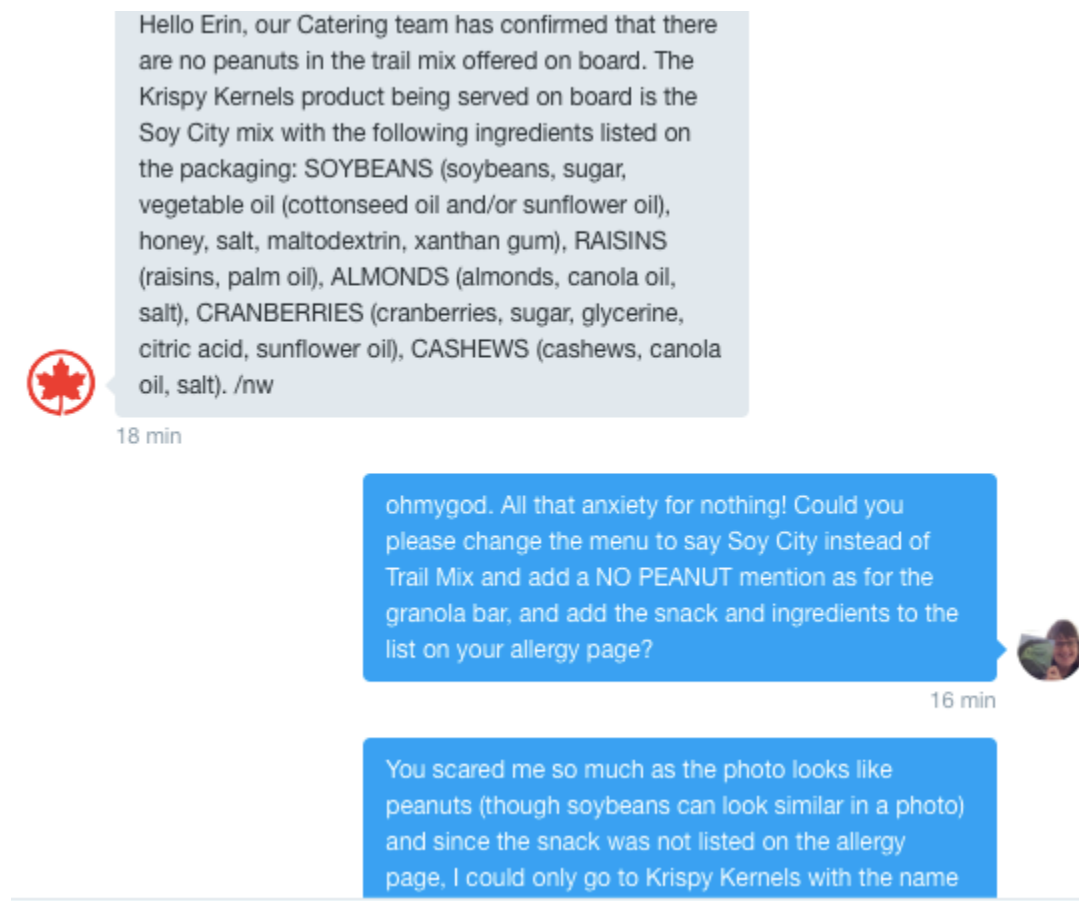 Hello Erin, our Catering team has confirmed that there
are no peanuts in the trail mix offered on board. The
Krispy Kernels product being served on board is the
Soy City mix with the following ingredients listed on
the packaging: SOYBEANS (soybeans, sugar,
vegetable oil (cottonseed oil and/or sunflower oil),
honey, salt, maltodextrin, xanthan gum), RAISINS
(raisins, palm oil), ALMONDS (almonds, canola oil,
salt), CRANBERRIES (cranberries, sugar, glycerine,
citric acid, sunflower oil), CASHEWS (cashews, canola
oil, salt). /nw
18 min
ohmygod. All that anxiety for nothing! Could you
please change the menu to say Soy City instead of
Trail Mix and add a NO PEANUT mention as for the
granola bar, and add the snack and ingredients to the
list on your allergy page?
16 min
You scared me so much as the photo looks like
peanuts (though soybeans can look similar in a photo)
and since the snack was not listed on the allergy
page, I could only go to Krispy Kernels with the name